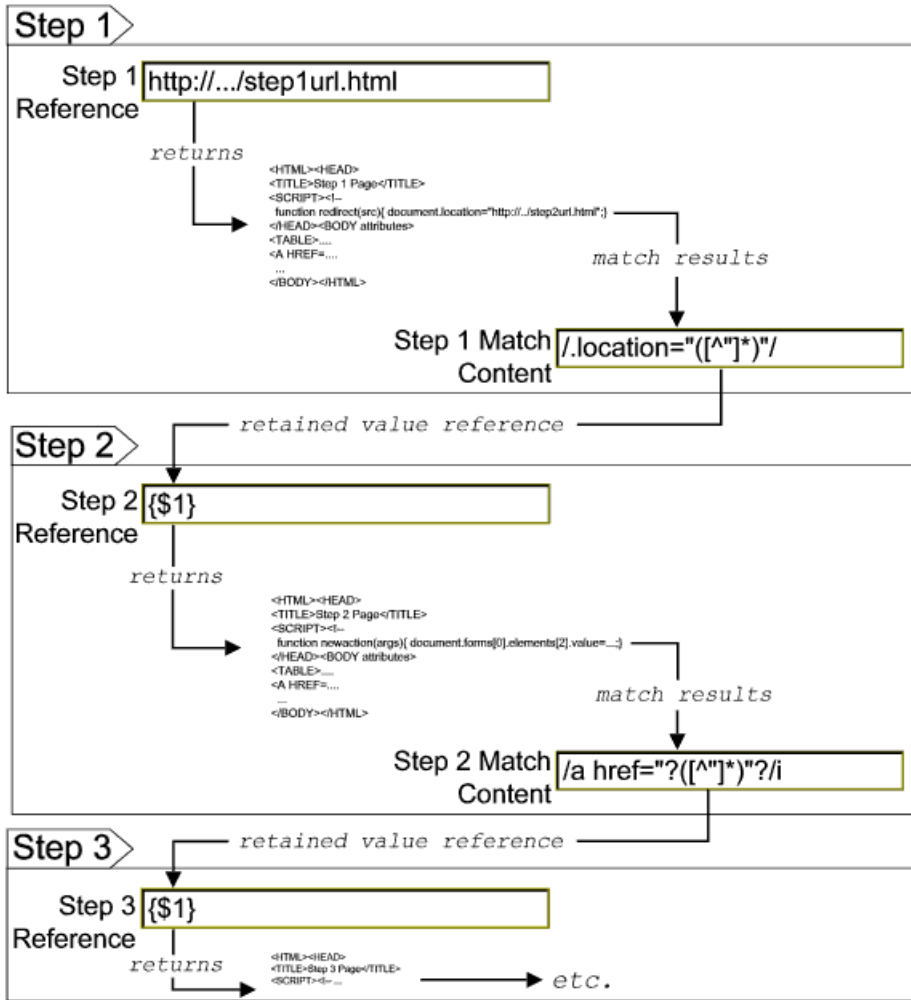 Step 1
Step 1 http://.../step1url.html
Reference
returns
<HTML><HEAD>
<TITLE>Step 1 Page</TITLE>
<SCRIPT><!--
function redirect(src){ document.location="http://../step2url.html";}
</HEAD><BODY attributes>
<TABLE>....
<A HREF=....
...
</BODY></HTML>
match results
Step 1 Match /.location="([^"]*)"/
Content
retained value reference
Step 2
Step 2 {$1}
Reference
returns
<HTML><HEAD>
<TITLE>Step 2 Page</TITLE>
<SCRIPT><!--
function newaction(args){ document.forms[0].elements[2].value=...;}
</HEAD><BODY attributes>
<TABLE>....
<A HREF=....
...
</BODY></HTML>
match results
Step 2 Match /a href="?([^"]*)"?/i
Content
retained value reference
Step 3
Step 3 {$1}
Reference
returns
<HTML><HEAD>
<TITLE>Step 3 Page</TITLE>
<SCRIPT><!-- ...
etc.